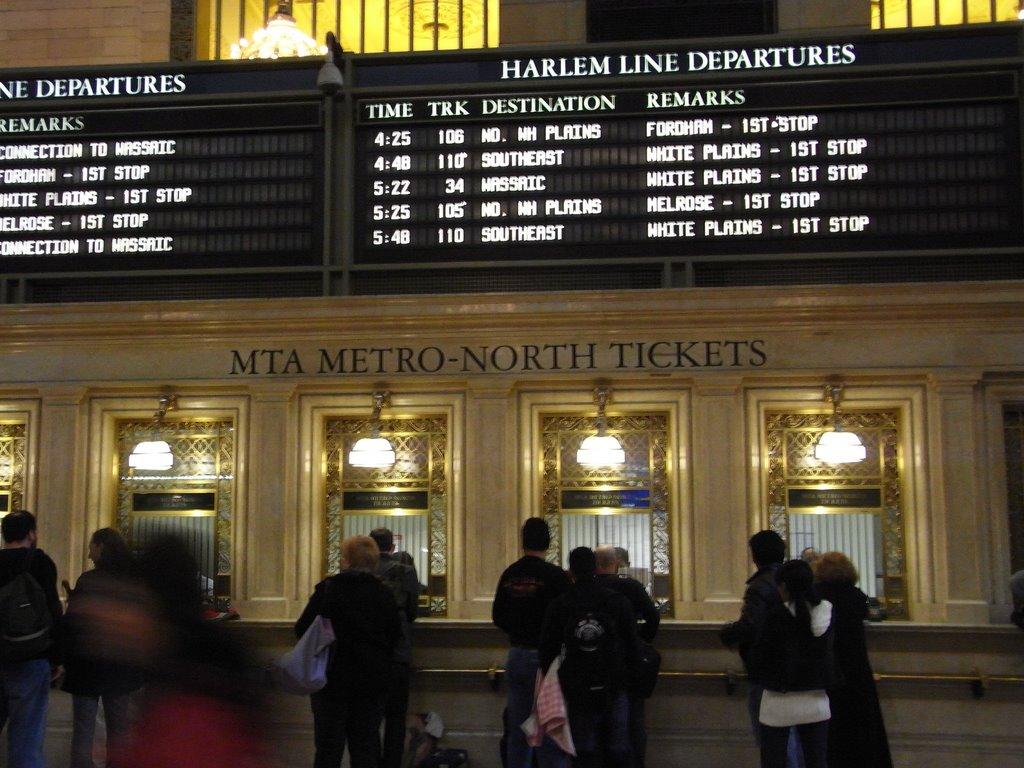 NE DEPARTURES
REMARKS
CONNECTION TO WASSAIC
FORDHAM - 1ST STOP
WHITE PLAINS - 1ST STOP
MELROSE - 1ST STOP
CONNECTION TO WASSAIC
HARLEM LINE DEPARTURES
TIME TRK DESTINATION REMARKS
4:25 106 NO. WH PLAINS FORDHAM - 1ST STOP
4:48 110 SOUTHEAST WHITE PLAINS - 1ST STOP
5:22 34 WASSAIC WHITE PLAINS - 1ST STOP
5:25 105 NO. WH PLAINS MELROSE - 1ST STOP
5:48 110 SOUTHEAST WHITE PLAINS - 1ST STOP
MTA METRO-NORTH TICKETS